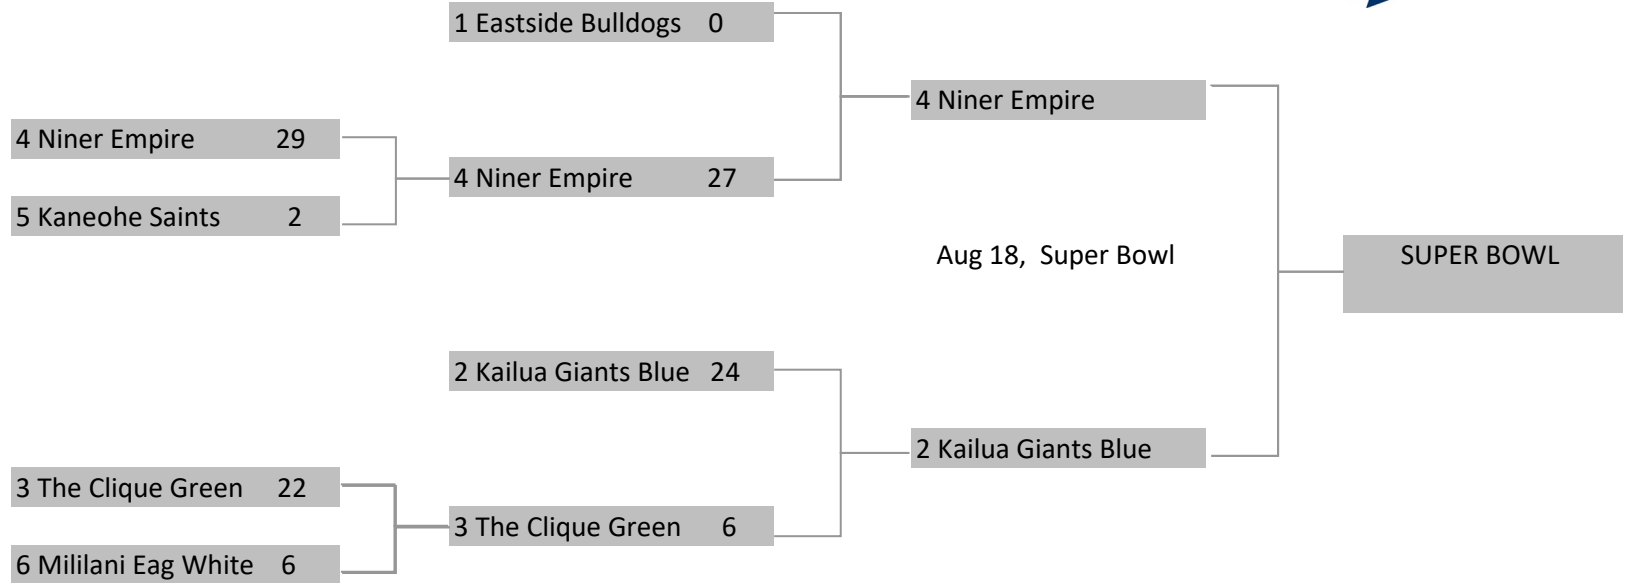 1 Eastside Bulldogs 0
4 Niner Empire
4 Niner Empire 29
4 Niner Empire 27
5 Kaneohe Saints 2
Aug 18, Super Bowl
SUPER BOWL
2 Kailua Giants Blue 24
2 Kailua Giants Blue
3 The Clique Green 22
3 The Clique Green 6
6 Mililani Eag White 6